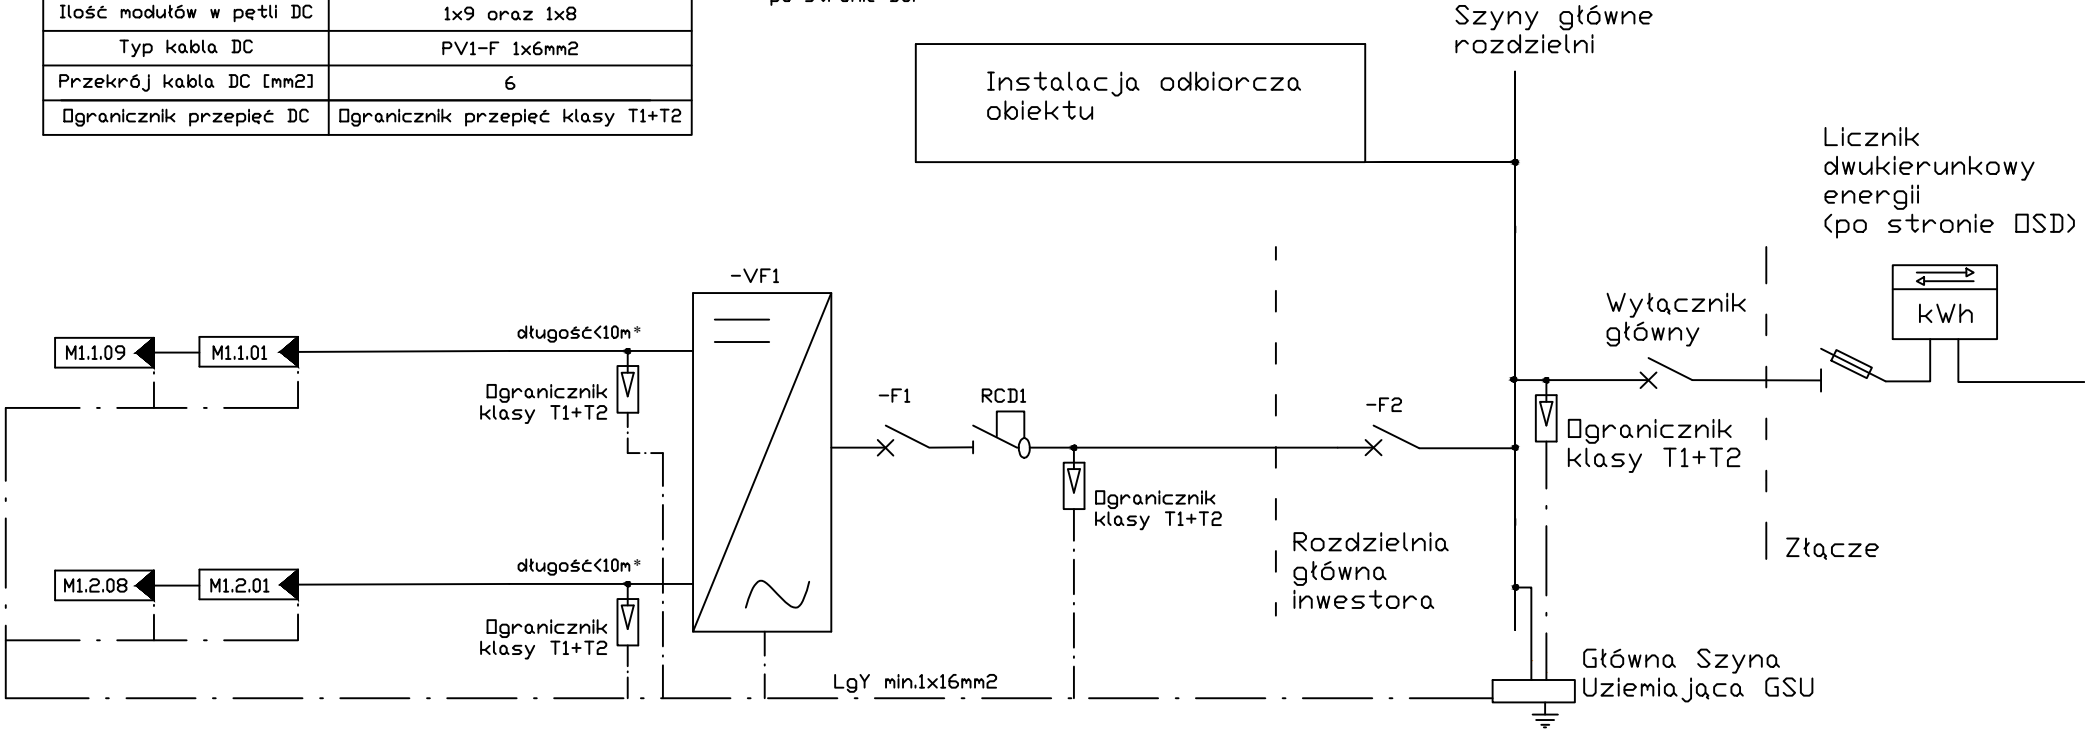 Ilość modułów w pętli DC 1x9 oraz 1x8
Typ kabla DC PV1-F 1x6mm2
Przekrój kabla DC [mm2] 6
Ogranicznik przepięć DC Ogranicznik przepięć klasy T1+T2
Szyny główne
rozdzielni
Instalacja odbiorcza
obiektu
Licznik
dwukierunkowy
energii
(po stronie OSD)
kWh
-VF1
Wyłącznik
główny
długość<10m*
M1.1.09 M1.1.01
Ogranicznik
klasy T1+T2
-F1 RCD1 -F2
Ogranicznik
klasy T1+T2
Ogranicznik
klasy T1+T2
Rozdzielnia
główna
inwestora
Złącze
długość<10m*
M1.2.08 M1.2.01
Ogranicznik
klasy T1+T2
LgY min.1x16mm2
Główna Szyna
Uziemiająca GSU